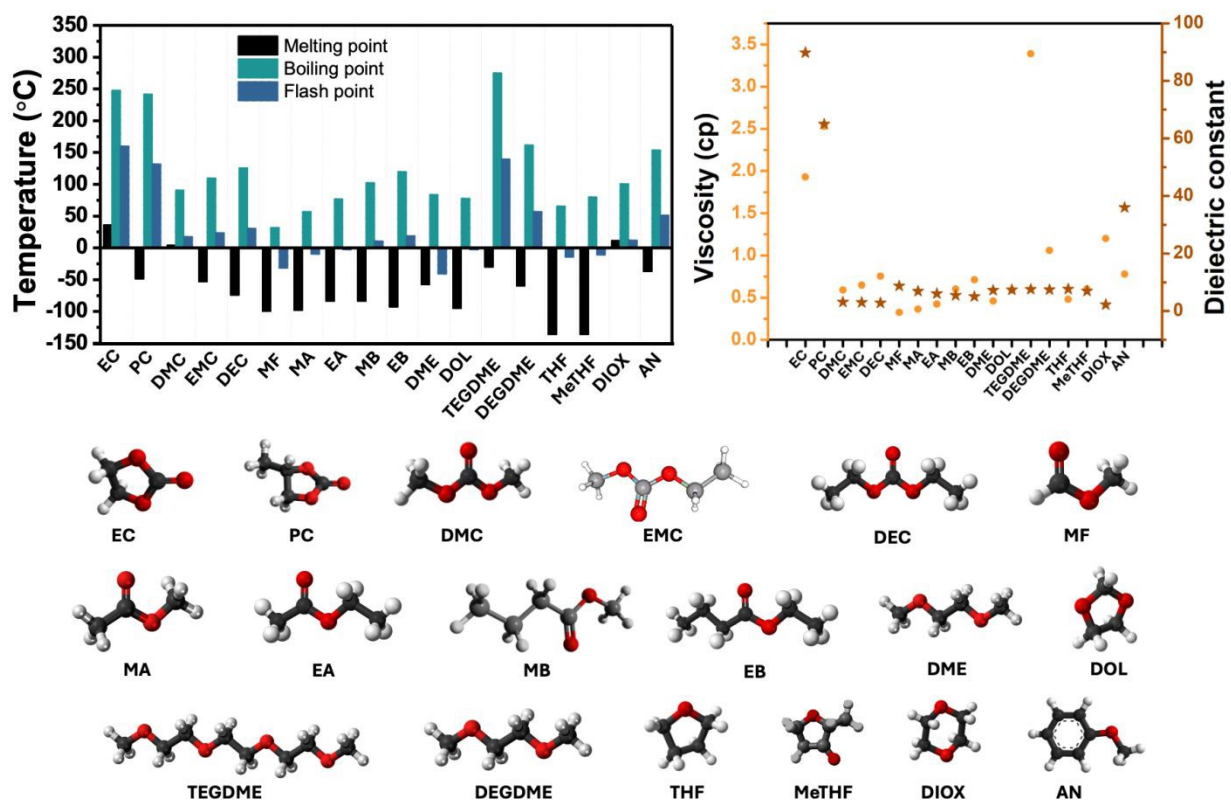 350
300
250
200
150
100
50
0
-50
-100
-150
Temperature (°C)
Melting point
Boiling point
Flash point
EC PC DMC EMC DEC MF MA EA MB EB DME DOL TEGDME DEGDME THF MeTHF DIOX AN
3.5
3.0
2.5
2.0
1.5
1.0
0.5
0.0
Viscosity (cp)
100
80
60
40
20
0
Dieiectric constant
EC PC DMC EMC DEC MF MA EA MB EB DME DOL TEGDME DEGDME THF MeTHF DIOX AN
EC PC DMC EMC DEC MF
MA EA MB EB DME DOL
TEGDME DEGDME THF MeTHF DIOX AN